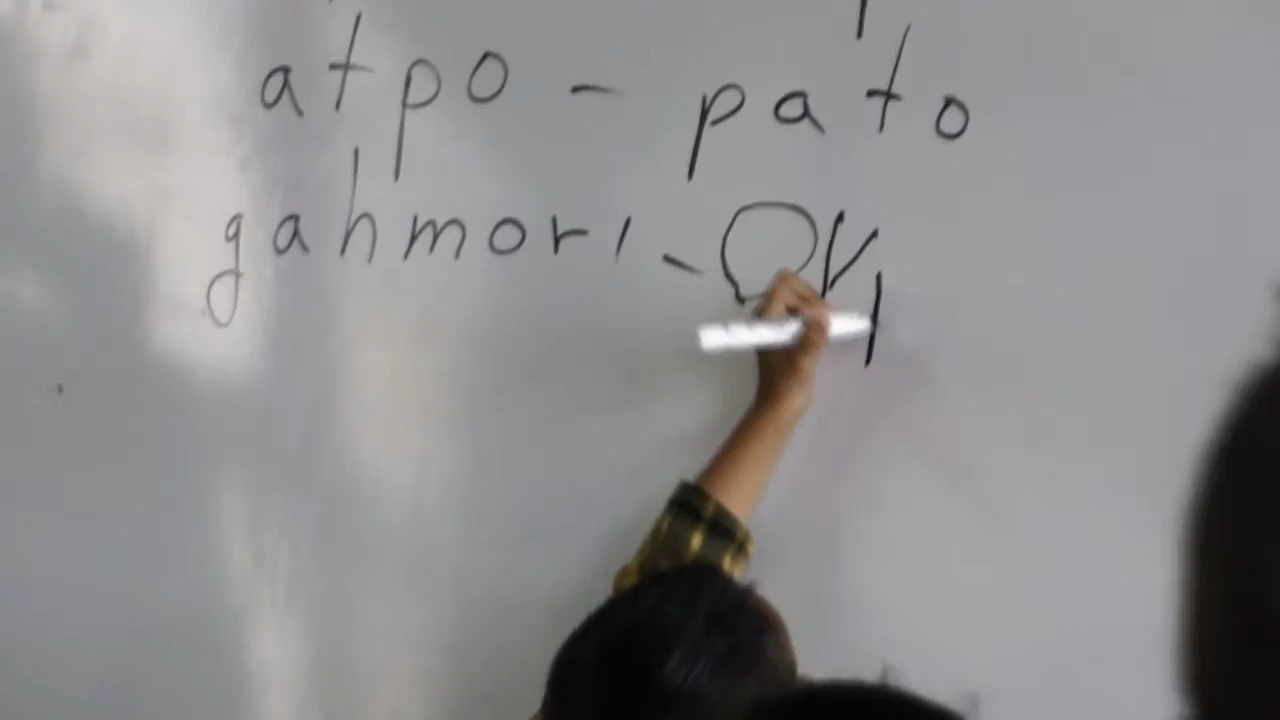 atpo - pato
gahmori -